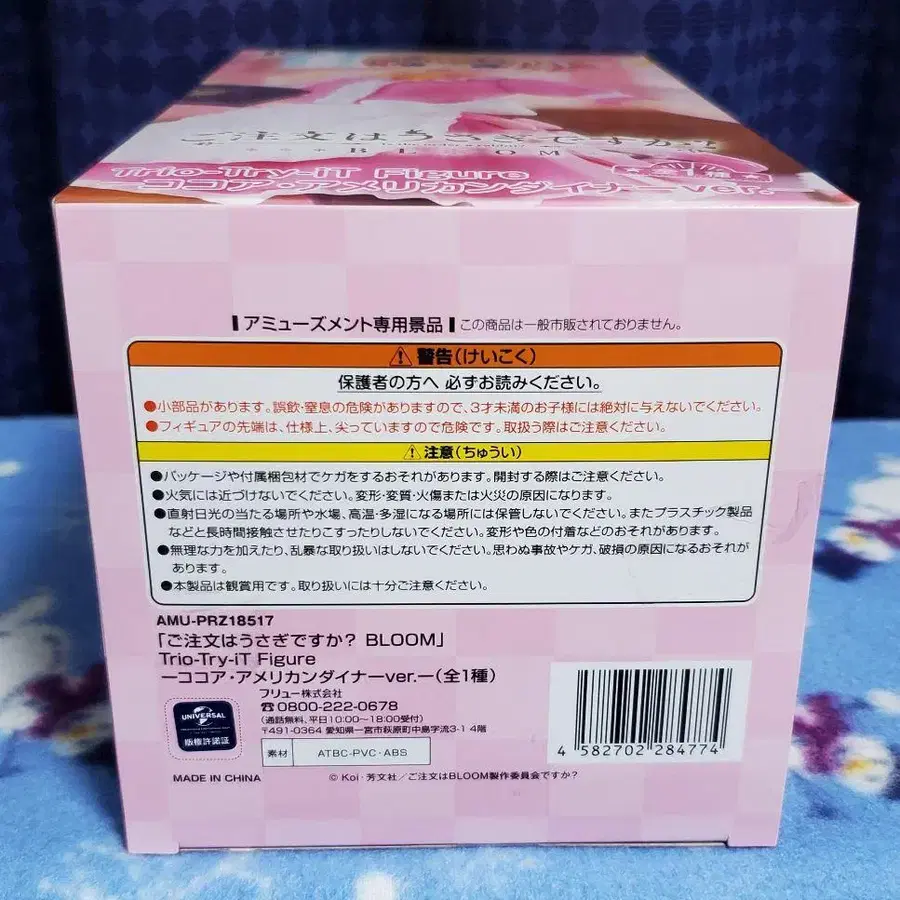 ご注文はうさぎですか?
BLOOM
Trio-Try-iT Figure
ーココア・アメリカンダイナーver.ー
全1種
アミューズメント専用景品 この商品は一般市販されておりません。
⚠警告(けいこく)
保護者の方へ 必ずお読みください。
●小部品があります。誤飲・窒息の危険がありますので、3才未満のお子様には絶対に与えないでください。
●フィギュアの先端は、仕様上、尖っていますので危険です。取扱う際はご注意ください。
⚠注意(ちゅうい)
●パッケージや付属梱包材でケガをするおそれがあります。開封する際はご注意ください。
●火気には近づけないでください。変形・変質・火傷または火災の原因になります。
●直射日光の当たる場所や水場、高温・多湿になる場所には保管しないでください。またプラスチック製品
などと長時間接触させたりこすったりしないでください。変形や色の付着などのおそれがあります。
●無理な力を加えたり、乱暴な取り扱いはしないでください。思わぬ事故やケガ、破損の原因になるおそれが
あります。
●本製品は観賞用です。取り扱いには十分ご注意ください。
AMU-PRZ18517
「ご注文はうさぎですか? BLOOM」
Trio-Try-iT Figure
ーココア・アメリカンダイナーver.ー(全1種)
フリュー株式会社
☎0800-222-0678
(通話無料、平日10:00~18:00受付)
〒491-0364 愛知県一宮市萩原町中島字流3-1 4階
UNIVERSAL
版権許諾証
素材 ATBC-PVC・ABS
MADE IN CHINA
© Koi・芳文社/ご注文はBLOOM製作委員会ですか?
4 582702 284774